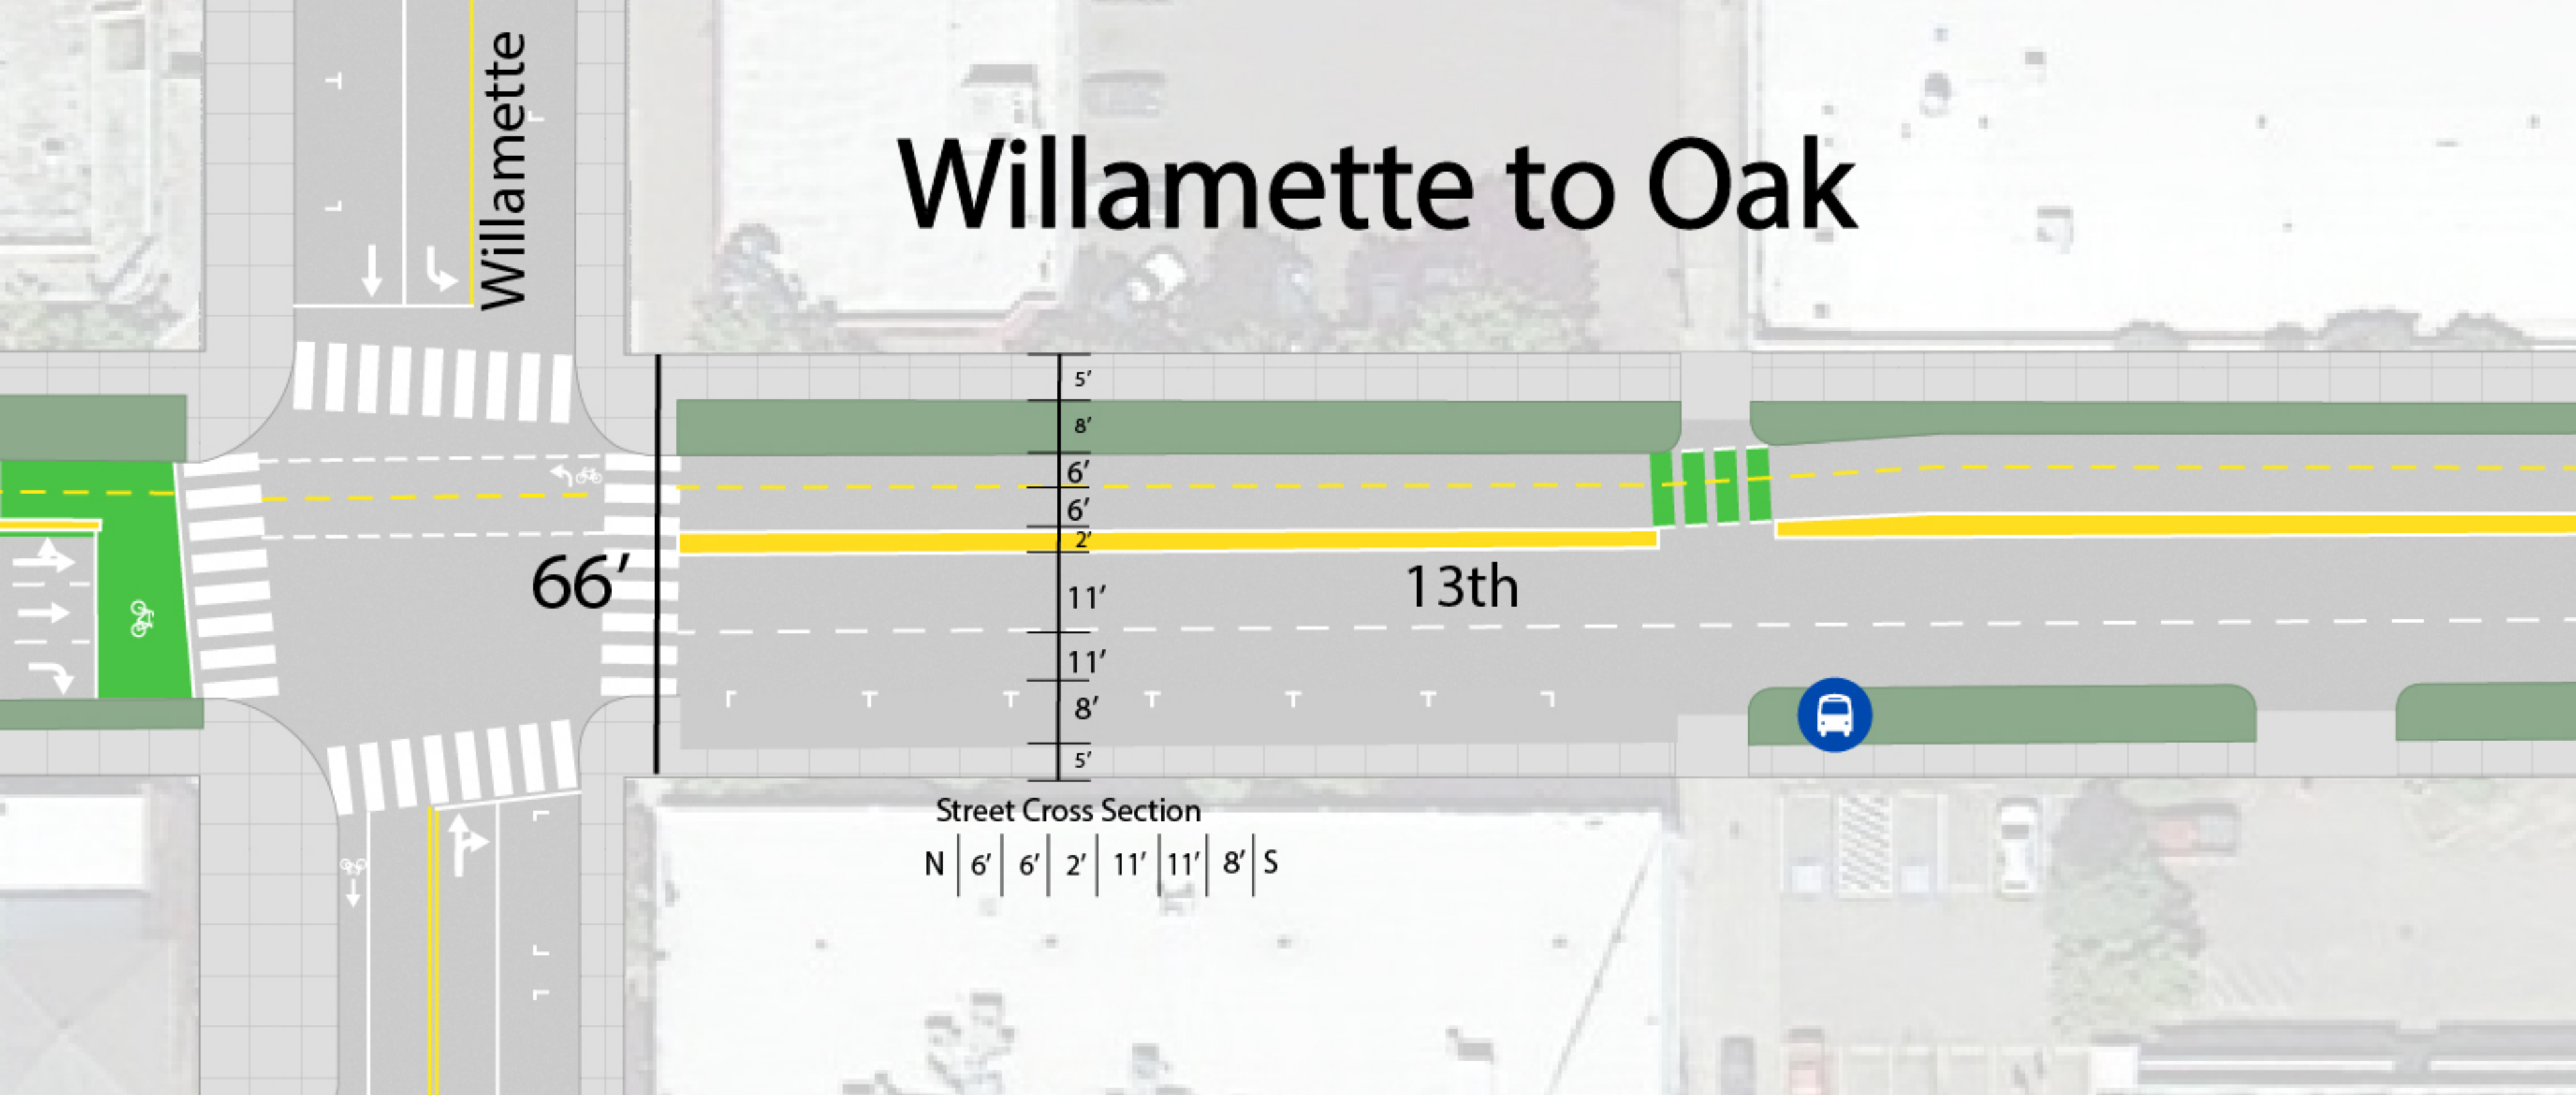 Willamette
Willamette to Oak
5’
8’
6’
6’
2’
66’
13th
11’
11’
8’
5’
Street Cross Section
N 6’ 6’ 2’ 11’ 11’ 8’ S